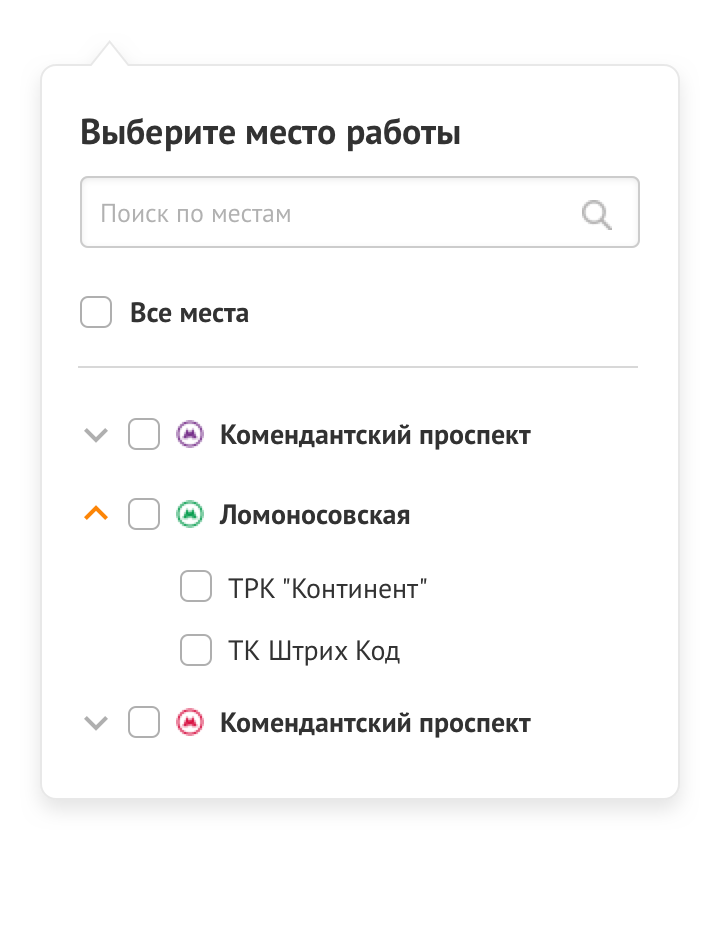 Выберите место работы
Поиск по местам
Все места
Комендантский проспект
Ломоносовская
ТРК "Континент"
ТК Штрих Код
Комендантский проспект